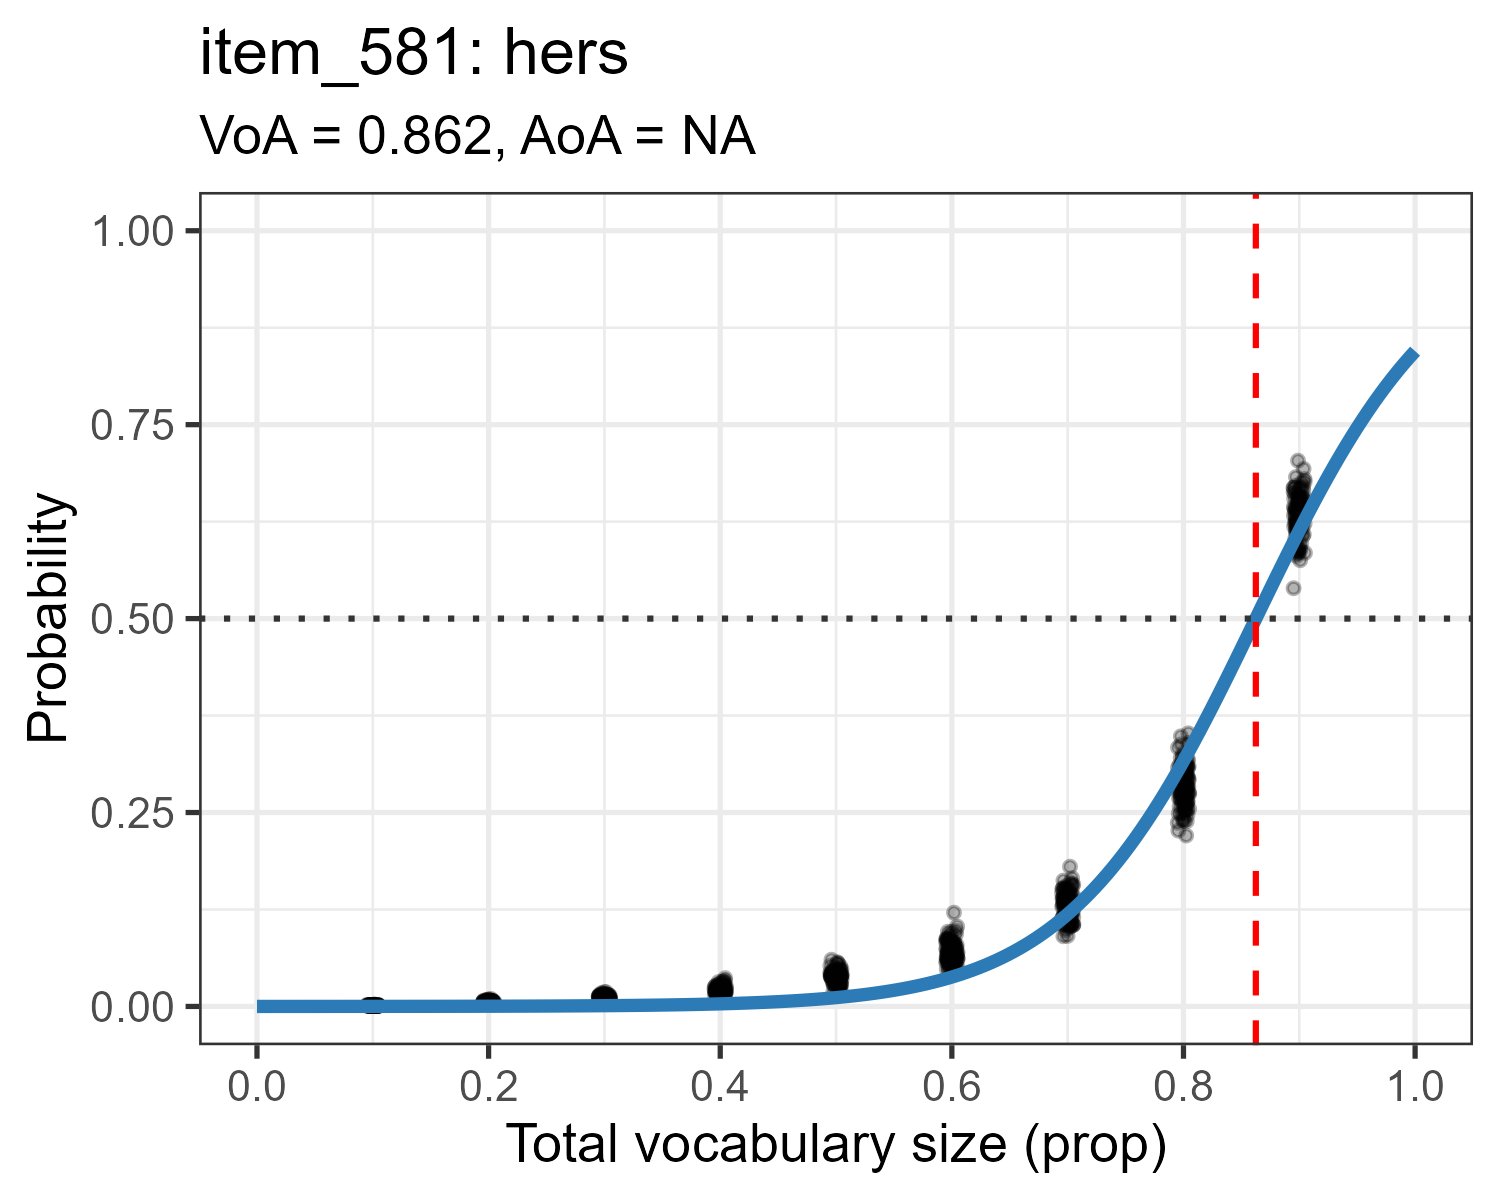 item_581: hers
VoA = 0.862, AoA = NA
1.00
0.75
0.50
0.25
0.00
Probability
0.0 0.2 0.4 0.6 0.8 1.0
Total vocabulary size (prop)